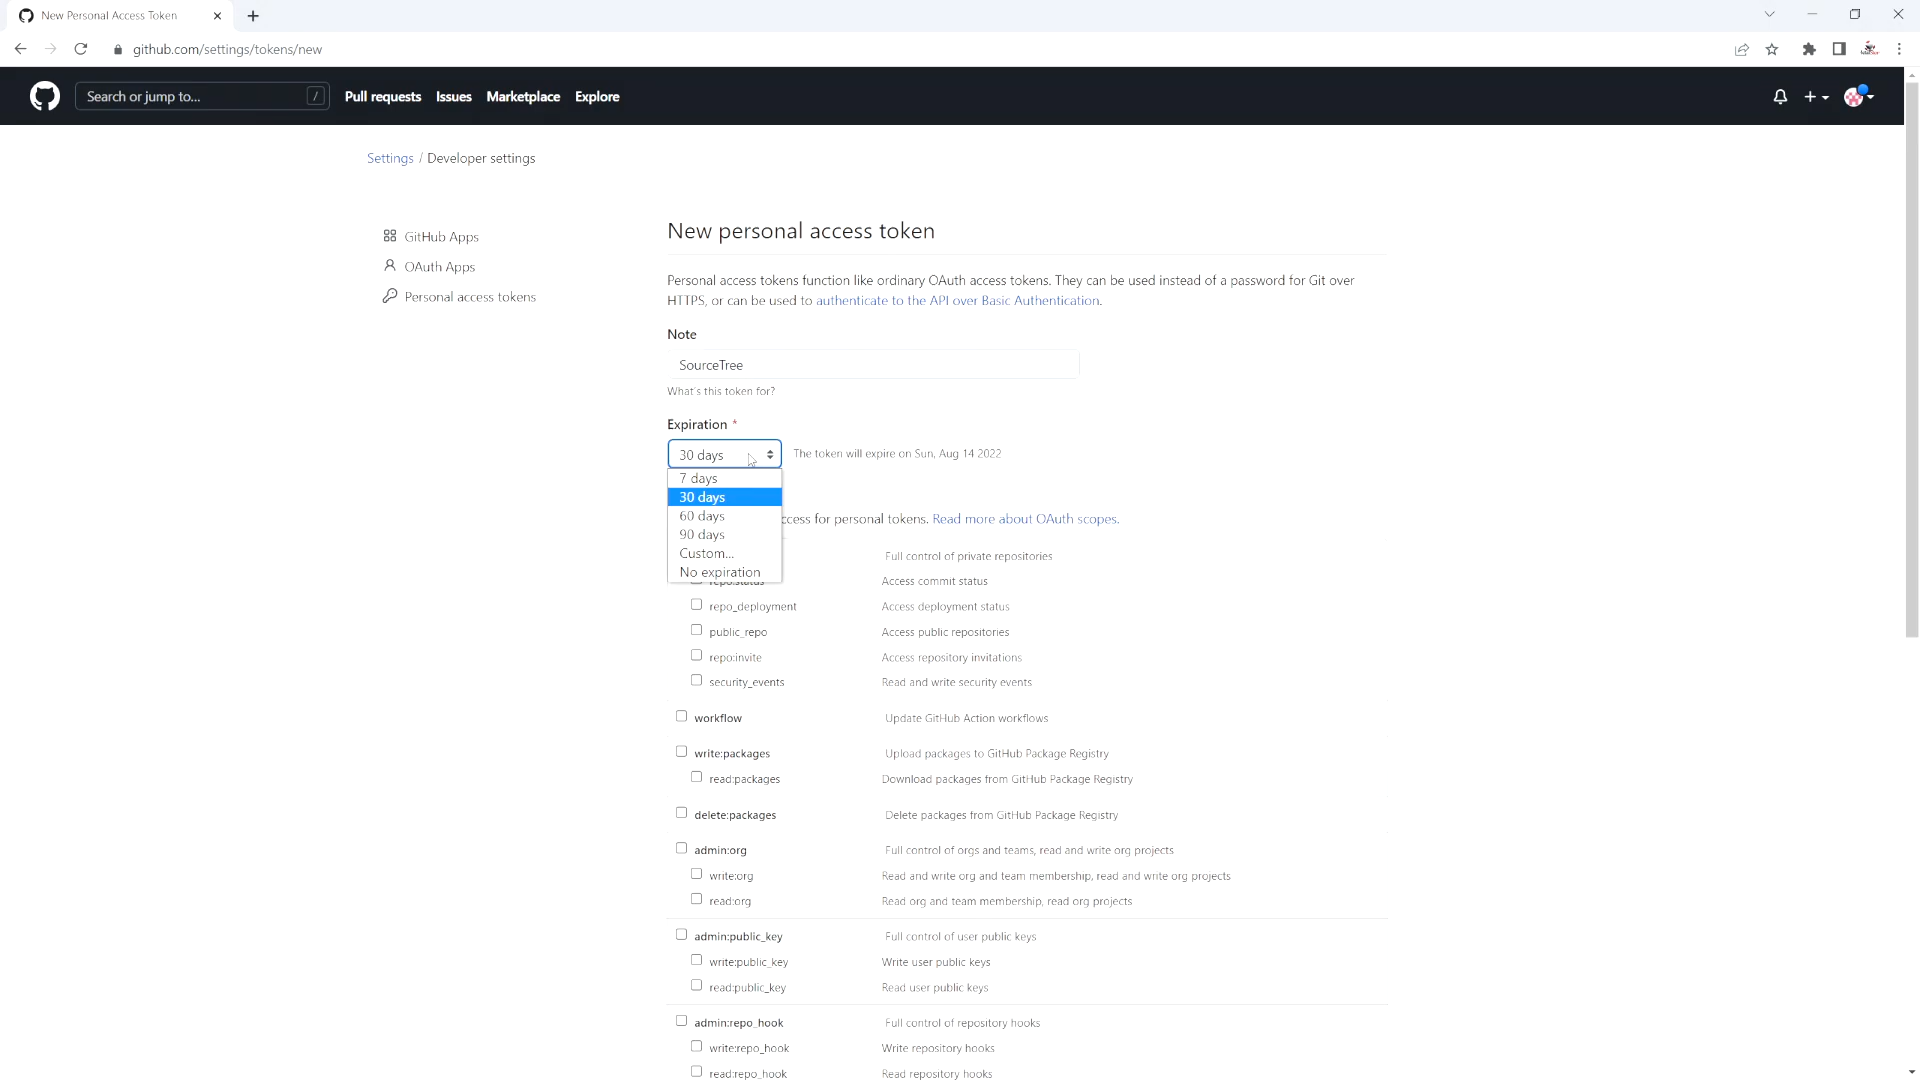 New Personal Access Token
github.com/settings/tokens/new
Search or jump to... /
Pull requests Issues Marketplace Explore
Settings / Developer settings
GitHub Apps
OAuth Apps
Personal access tokens
New personal access token
Personal access tokens function like ordinary OAuth access tokens. They can be used instead of a password for Git over
HTTPS, or can be used to authenticate to the API over Basic Authentication.
Note
SourceTree
What's this token for?
Expiration *
30 days The token will expire on Sun, Aug 14 2022
7 days
30 days
60 days
90 days
Custom...
No expiration
ccess for personal tokens. Read more about OAuth scopes.
Full control of private repositories
repo:status Access commit status
repo_deployment Access deployment status
public_repo Access public repositories
repo:invite Access repository invitations
security_events Read and write security events
workflow Update GitHub Action workflows
write:packages Upload packages to GitHub Package Registry
read:packages Download packages from GitHub Package Registry
delete:packages Delete packages from GitHub Package Registry
admin:org Full control of orgs and teams, read and write org projects
write:org Read and write org and team membership, read and write org projects
read:org Read org and team membership, read org projects
admin:public_key Full control of user public keys
write:public_key Write user public keys
read:public_key Read user public keys
admin:repo_hook Full control of repository hooks
write:repo_hook Write repository hooks
read:repo_hook Read repository hooks